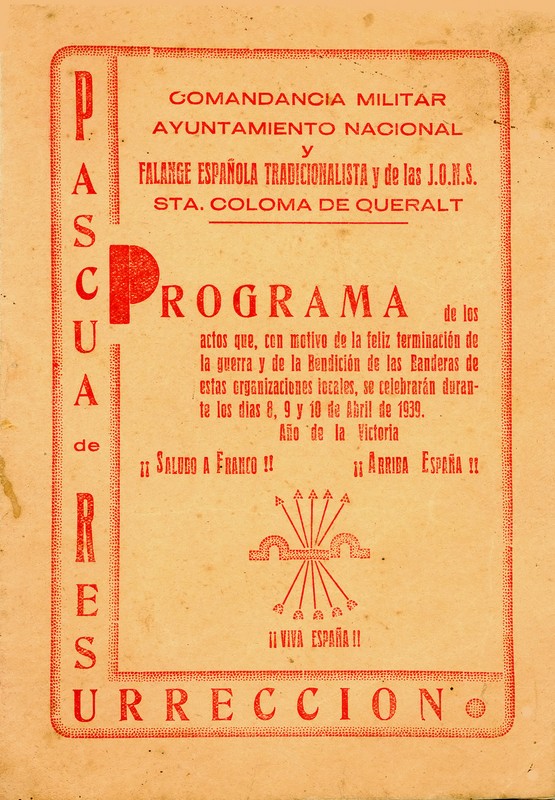 PASCUA de RESURRECCION
COMANDANCIA MILITAR
AYUNTAMIENTO NACIONAL
y
FALANGE ESPAÑOLA TRADICIONALISTA y de las J.O.N.S.
STA. COLOMA DE QUERALT
PROGRAMA de los
actos que, con motivo de la feliz terminación de
la guerra y de la Bendición de las Banderas de
estas organizaciones locales, se celebrarán duran-
te los dias 8, 9 y 10 de Abril de 1939.
Año de la Victoria
¡¡ SALUDO A FRANCO !! ¡¡ ARRIBA ESPAÑA !!
¡¡ VIVA ESPAÑA !!